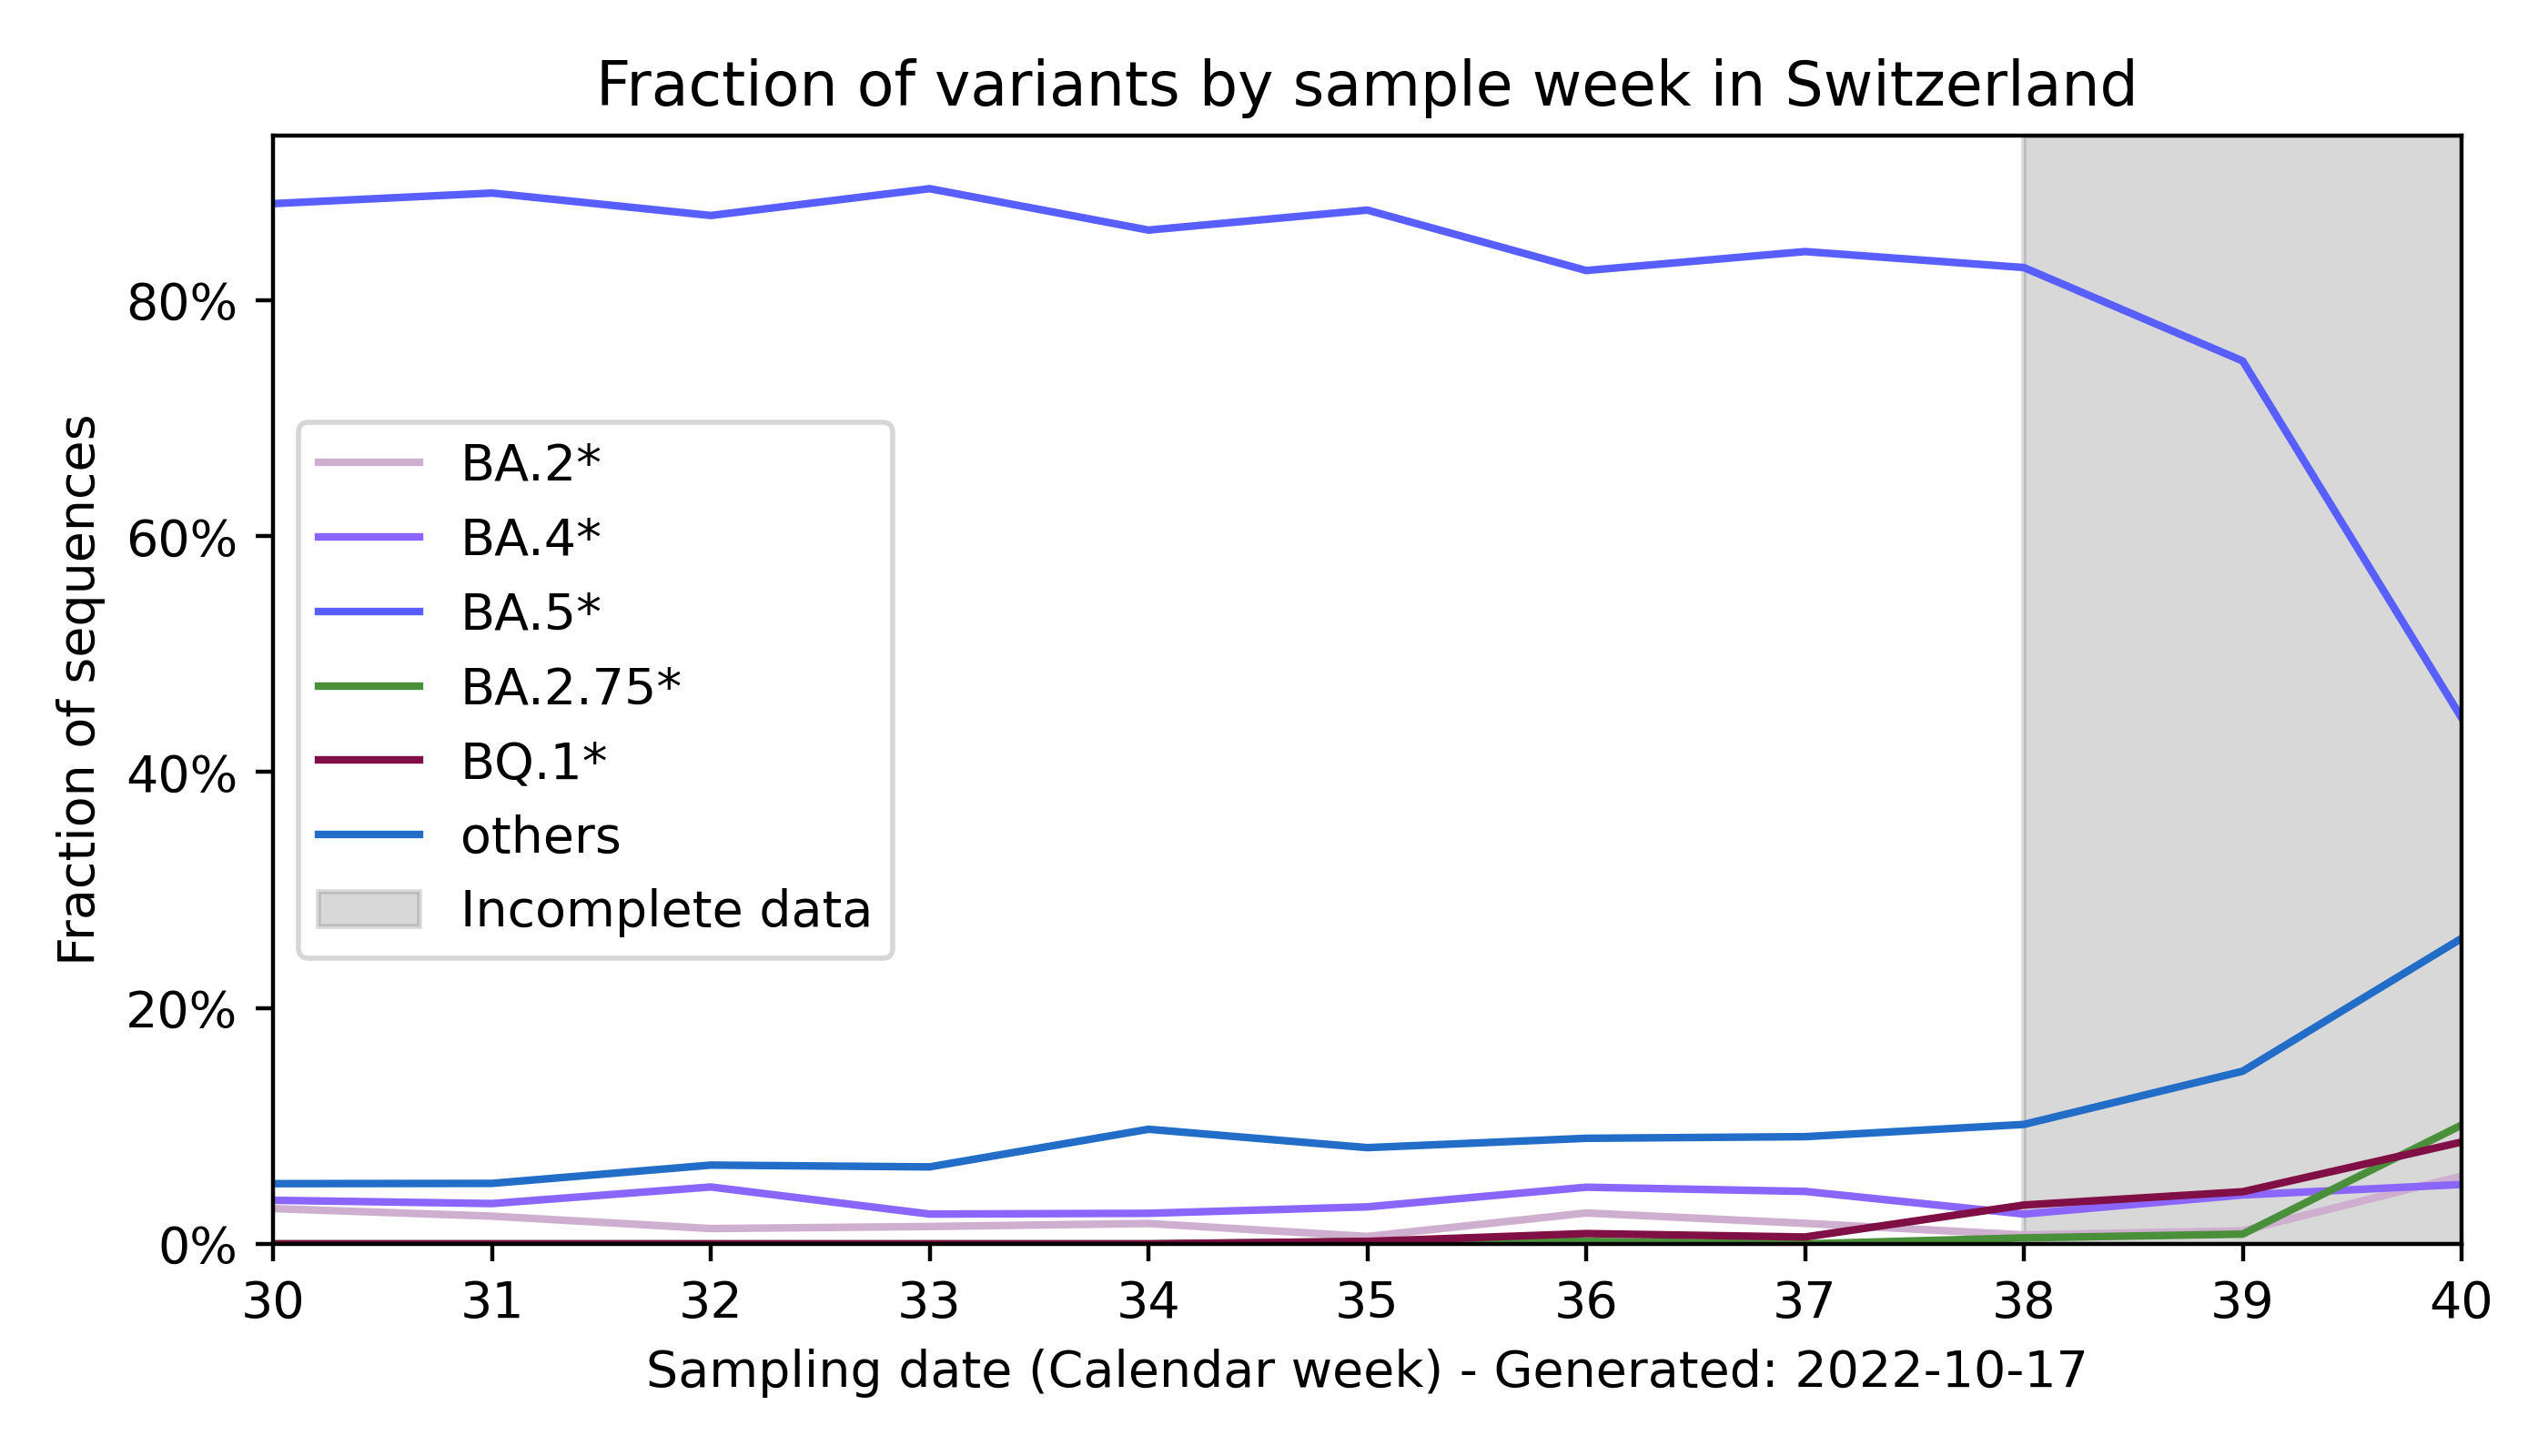 Fraction of variants by sample week in Switzerland
Fraction of sequences
80%
60%
40%
20%
0%
BA.2*
BA.4*
BA.5*
BA.2.75*
BQ.1*
others
Incomplete data
30 31 32 33 34 35 36 37 38 39 40
Sampling date (Calendar week) - Generated: 2022-10-17